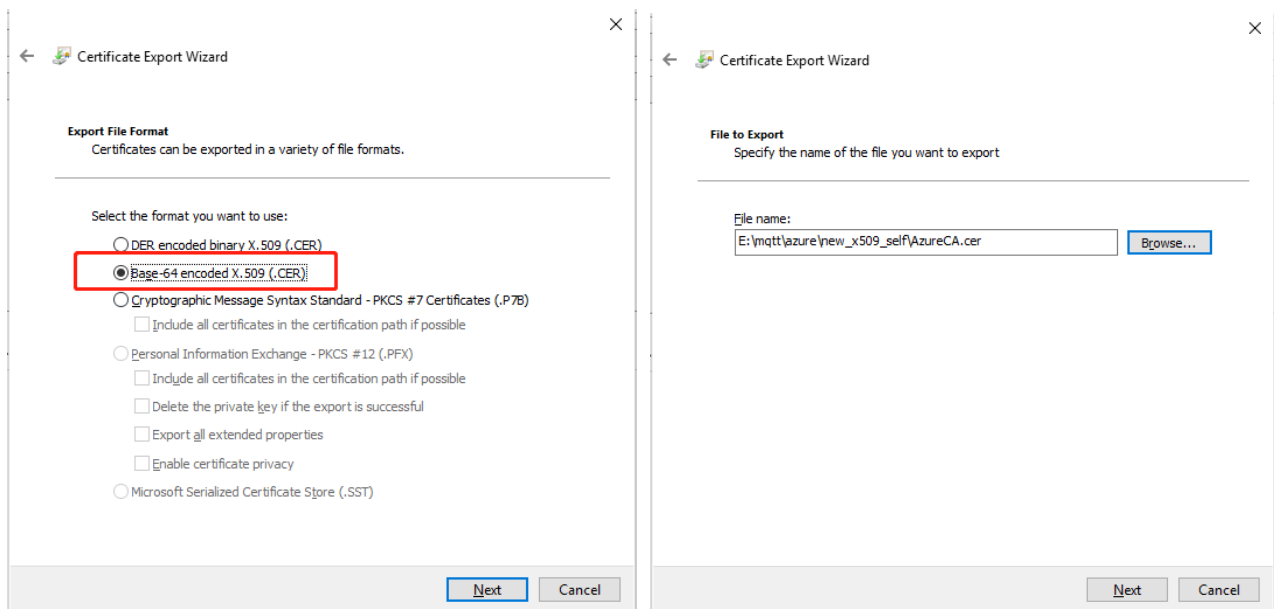 Certificate Export Wizard
Export File Format
Certificates can be exported in a variety of file formats.
Select the format you want to use:
DER encoded binary X.509 (.CER)
Base-64 encoded X.509 (.CER)
Cryptographic Message Syntax Standard - PKCS #7 Certificates (.P7B)
Include all certificates in the certification path if possible
Personal Information Exchange - PKCS #12 (.PFX)
Include all certificates in the certification path if possible
Delete the private key if the export is successful
Export all extended properties
Enable certificate privacy
Microsoft Serialized Certificate Store (.SST)
Next
Cancel
Certificate Export Wizard
File to Export
Specify the name of the file you want to export
File name:
E:\mqtt\azure\new_x509_self\AzureCA.cer
Browse...
Next
Cancel